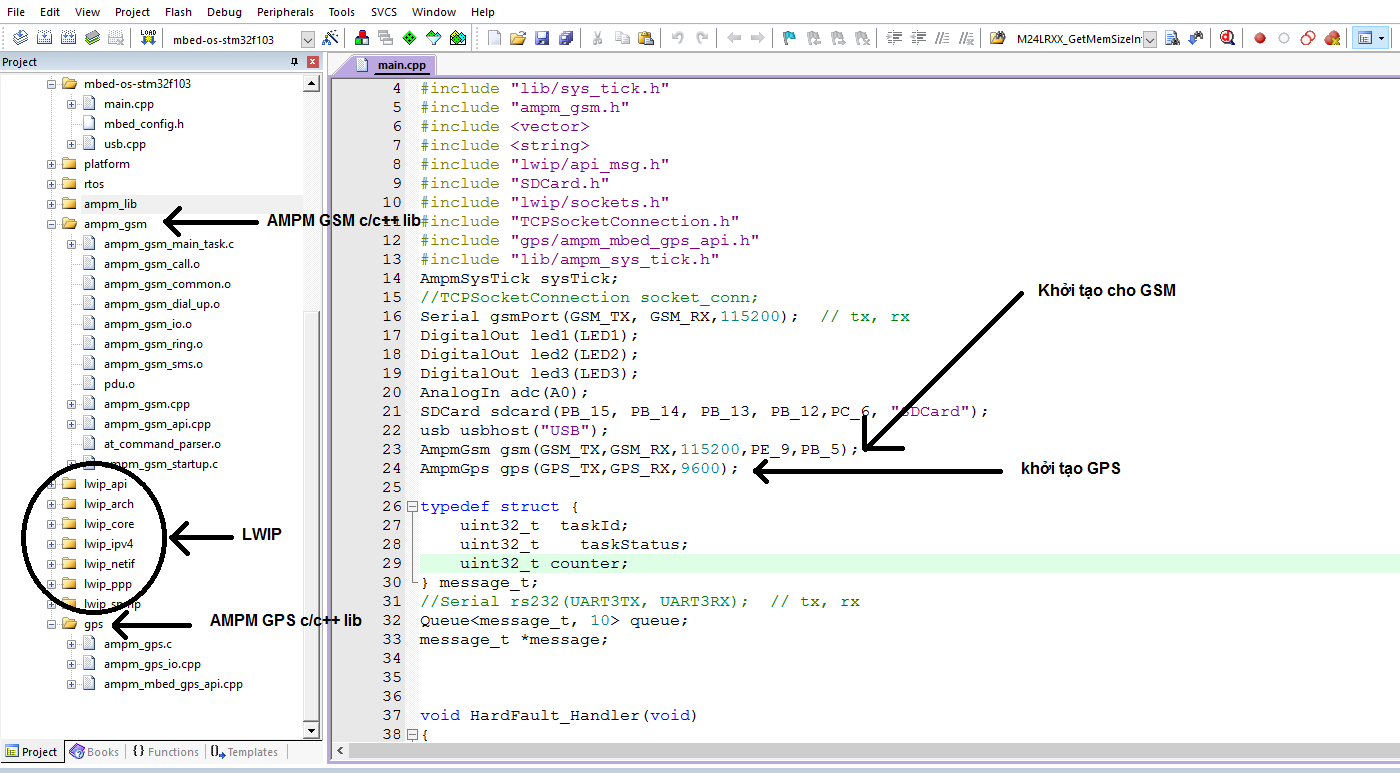 File Edit View Project Flash Debug Peripherals Tools SVCS Window Help
LOAD
mbed-os-stm32f103
M24LRXX_GetMemSizeIn
Project
mbed-os-stm32f103
main.cpp
mbed_config.h
usb.cpp
platform
rtos
ampm_lib
ampm_gsm
ampm_gsm_main_task.c
ampm_gsm_call.o
ampm_gsm_common.o
ampm_gsm_dial_up.o
ampm_gsm_io.o
ampm_gsm_ring.o
ampm_gsm_sms.o
pdu.o
ampm_gsm.cpp
ampm_gsm_api.cpp
at_command_parser.o
ampm_gsm_startup.c
lwip_api
lwip_arch
lwip_core
lwip_ipv4
lwip_netif
lwip_ppp
lwip_snmp
gps
ampm_gps.c
ampm_gps_io.cpp
ampm_mbed_gps_api.cpp
AMPM GSM c/c++ lib
LWIP
AMPM GPS c/c++ lib
Project Books Functions Templates
main.cpp
4 #include "lib/sys_tick.h"
5 #include "ampm_gsm.h"
6 #include <vector>
7 #include <string>
8 #include "lwip/api_msg.h"
9 #include "SDCard.h"
10 #include "lwip/sockets.h"
#include "TCPSocketConnection.h"
12 #include "gps/ampm_mbed_gps_api.h"
13 #include "lib/ampm_sys_tick.h"
14 AmpmSysTick sysTick;
15 //TCPSocketConnection socket_conn;
16 Serial gsmPort(GSM_TX, GSM_RX,115200);  // tx, rx
17 DigitalOut led1(LED1);
18 DigitalOut led2(LED2);
19 DigitalOut led3(LED3);
20 AnalogIn adc(A0);
21 SDCard sdcard(PB_15, PB_14, PB_13, PB_12,PC_6, "SDCard");
22 usb usbhost("USB");
23 AmpmGsm gsm(GSM_TX,GSM_RX,115200,PE_9,PB_5);
24 AmpmGps gps(GPS_TX,GPS_RX,9600);
25
26 typedef struct {
27 uint32_t  taskId;
28 uint32_t    taskStatus;
29 uint32_t counter;
30 } message_t;
31 //Serial rs232(UART3TX, UART3RX);  // tx, rx
32 Queue<message_t, 10> queue;
33 message_t *message;
34
35
36
37 void HardFault_Handler(void)
38 {
Khởi tạo cho GSM
khởi tạo GPS